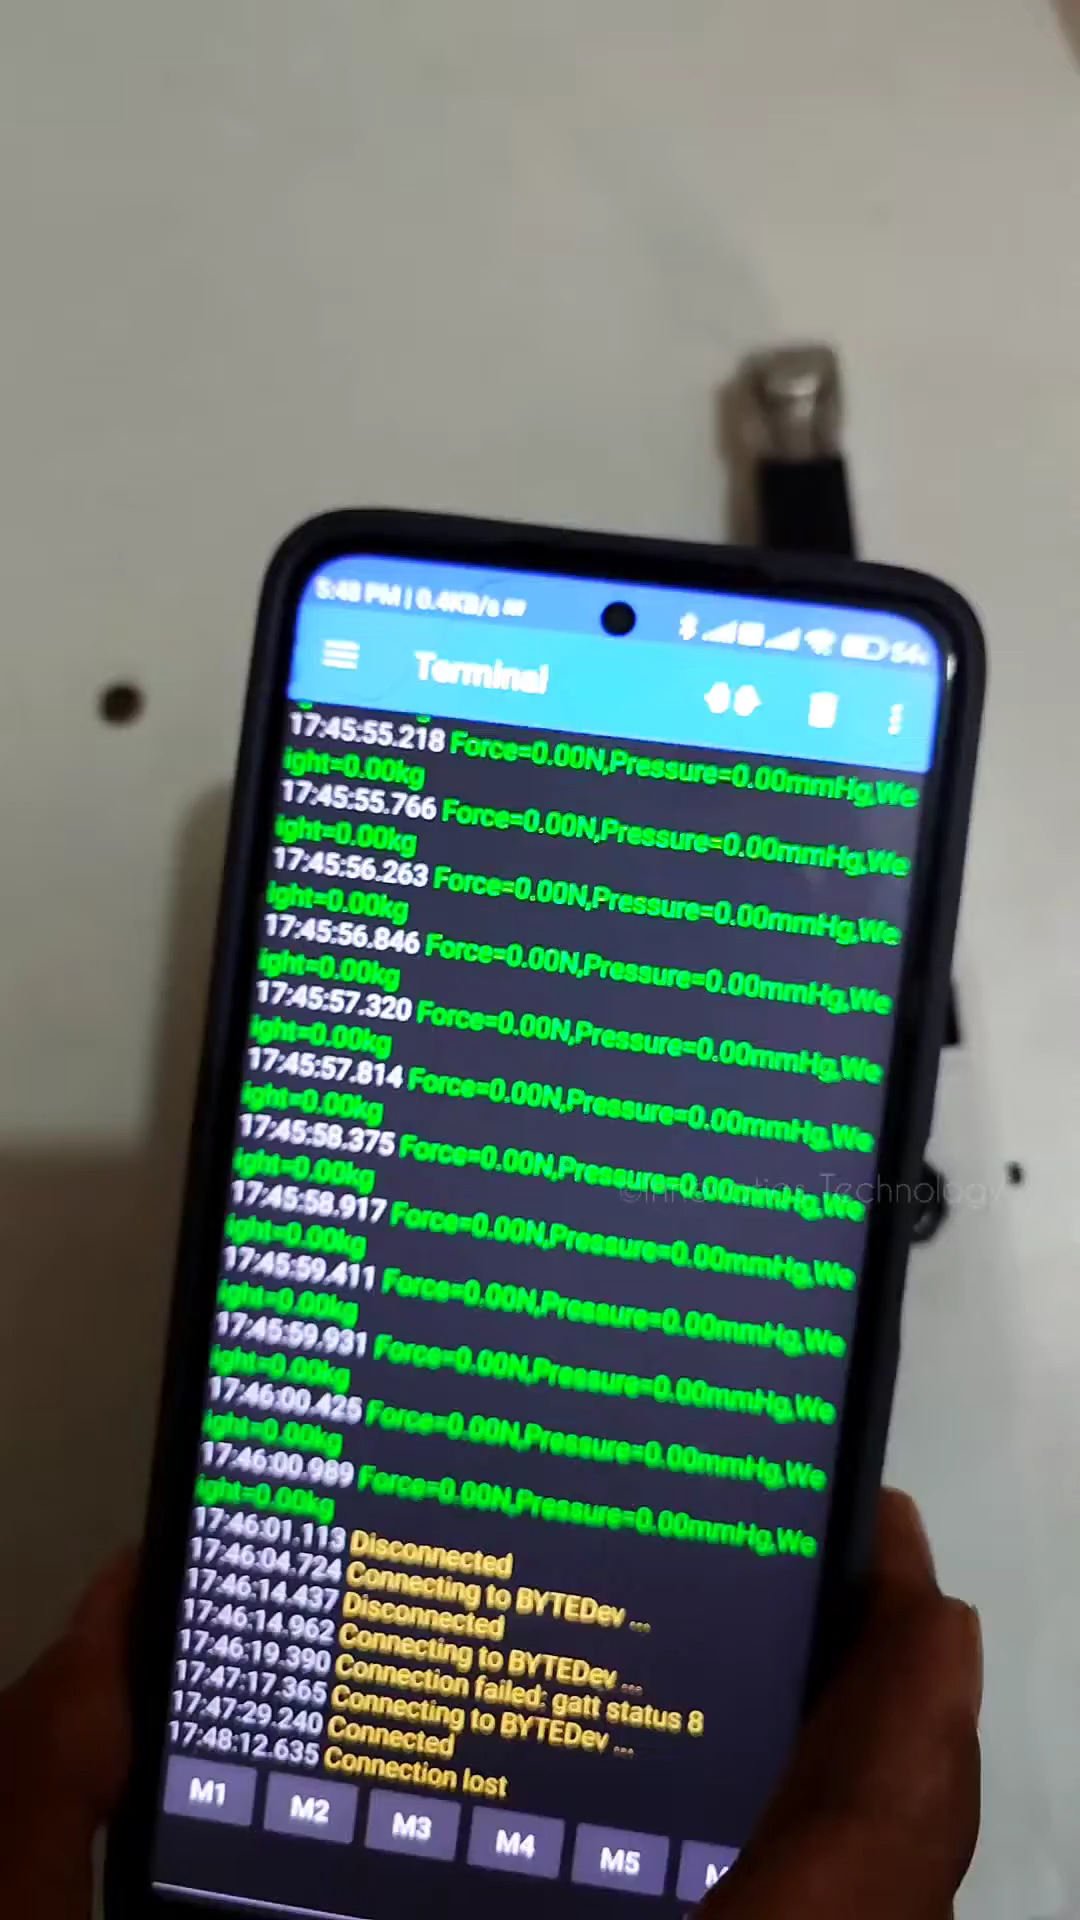 5:48 PM | 0.4KB/s
54
Terminal
17:45:55.218 Force=0.00N,Pressure=0.00mmHg,We
ight=0.00kg
17:45:55.766 Force=0.00N,Pressure=0.00mmHg,We
ight=0.00kg
17:45:56.263 Force=0.00N,Pressure=0.00mmHg,We
ight=0.00kg
17:45:56.846 Force=0.00N,Pressure=0.00mmHg,We
ight=0.00kg
17:45:57.320 Force=0.00N,Pressure=0.00mmHg,We
ight=0.00kg
17:45:57.814 Force=0.00N,Pressure=0.00mmHg,We
ight=0.00kg
17:45:58.375 Force=0.00N,Pressure=0.00mmHg,We
ight=0.00kg
17:45:58.917 Force=0.00N,Pressure=0.00mmHg,We
ight=0.00kg
17:45:59.411 Force=0.00N,Pressure=0.00mmHg,We
ight=0.00kg
17:45:59.931 Force=0.00N,Pressure=0.00mmHg,We
ight=0.00kg
17:46:00.425 Force=0.00N,Pressure=0.00mmHg,We
ight=0.00kg
17:46:00.989 Force=0.00N,Pressure=0.00mmHg,We
ight=0.00kg
17:46:01.113 Disconnected
17:46:04.724 Connecting to BYTEDev ...
17:46:14.437 Disconnected
17:46:14.962 Connecting to BYTEDev ...
17:46:19.390 Connection failed: gatt status 8
17:47:17.365 Connecting to BYTEDev ...
17:47:29.240 Connected
17:48:12.635 Connection lost
M1 M2 M3 M4 M5
Technology